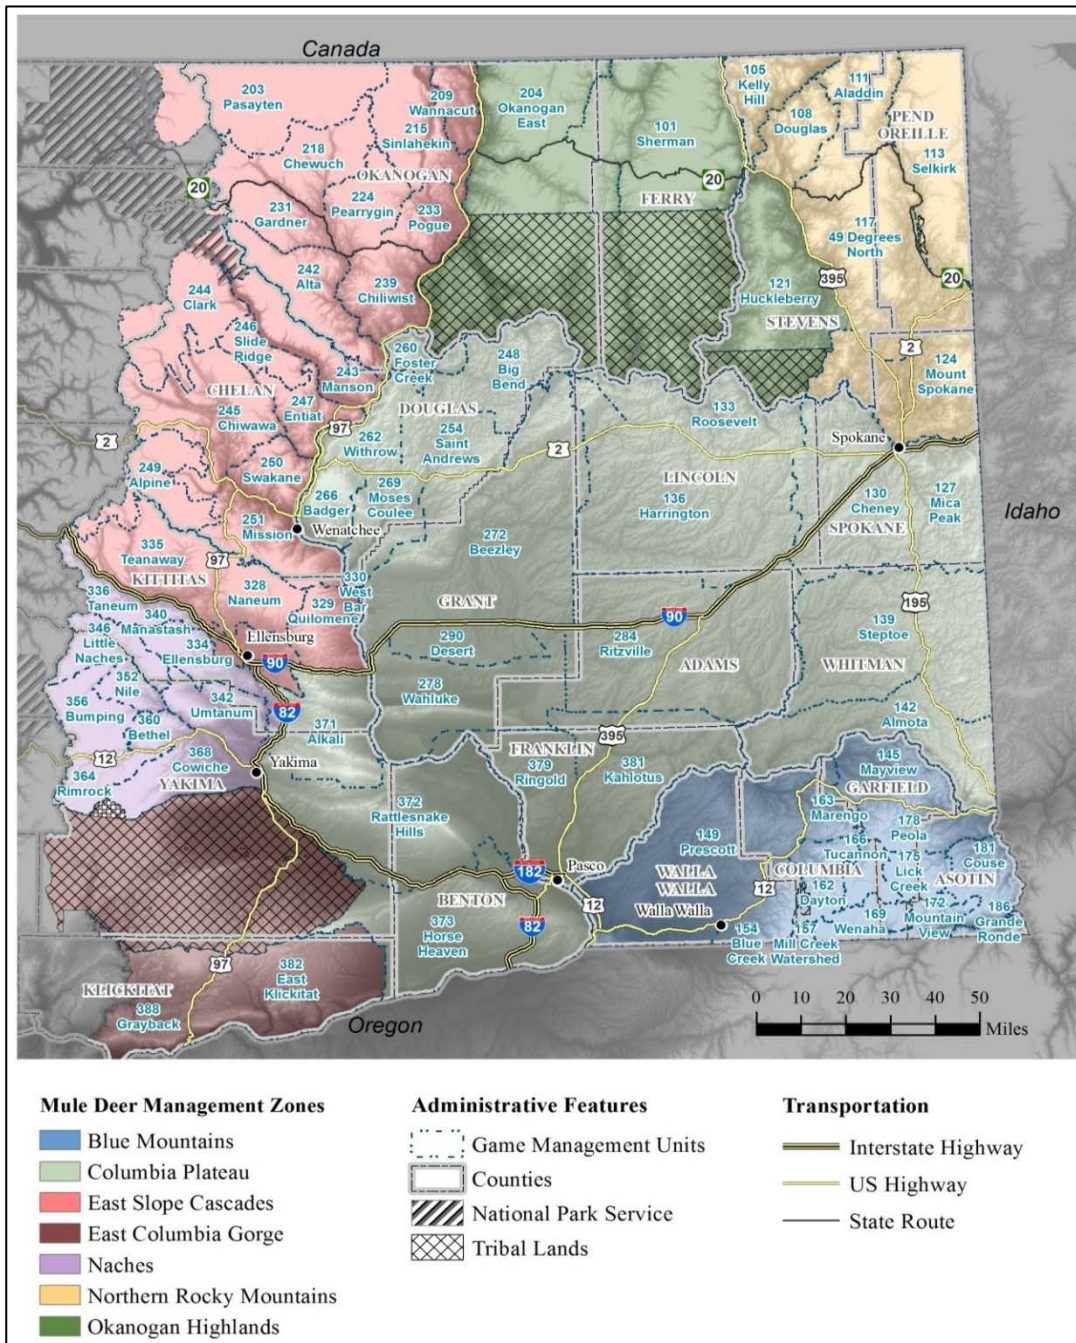 Canada
203
Pasayten
209
Wannacut
215
Sinlahekin
218
Chewuch
OKANOGAN
20
224
Pearrygin
231
Gardner
233
Pogue
242
Alta
239
Chiliwist
204
Okanogan
East
101
Sherman
20
FERRY
105
Kelly
Hill
111
Aladdin
108
Douglas
PEND
OREILLE
113
Selkirk
117
49 Degrees
North
395
20
121
Huckleberry
STEVENS
2
124
Mount
Spokane
244
Clark
246
Slide
Ridge
243
Manson
CHELAN
247
Entiat
245
Chiwawa
97
2
260
Foster
Creek
248
Big
Bend
DOUGLAS
262
Withrow
254
Saint
Andrews
2
133
Roosevelt
Spokane
249
Alpine
250
Swakane
266
Badger
269
Moses
Coulee
LINCOLN
136
Harrington
130
Cheney
SPOKANE
127
Mica
Peak
Idaho
251
Mission
Wenatchee
272
Beezley
335
Teanaway
97
KITTITAS
336
Taneum
328
Naneum
330
West
Bar
329
Quilomene
GRANT
195
340
Manastash
346
Little
Naches
334
Ellensburg
Ellensburg
90
290
Desert
284
Ritzville
90
139
Steptoe
ADAMS
WHITMAN
352
Nile
356
Bumping
342
Umtanum
82
278
Wahluke
360
Bethel
371
Alkali
142
Almota
12
368
Cowiche
Yakima
364
Rimrock
YAKIMA
FRANKLIN
395
379
Ringold
381
Kahlotus
145
Mayview
GARFIELD
372
Rattlesnake
Hills
163
Marengo
178
Peola
149
Prescott
166
Tucannon
181
Couse
182
Pasco
WALLA
WALLA
COLUMBIA
175
Lick
Creek
ASOTIN
12
162
Dayton
BENTON
12
82
Walla Walla
172
Mountain
View
186
Grande
Ronde
373
Horse
Heaven
154
Blue
Creek
157
Mill Creek
Watershed
169
Wenaha
97
382
East
Klickitat
KLICKITAT
388
Grayback
Oregon
0 10 20 30 40 50
Miles
Mule Deer Management Zones
Blue Mountains
Columbia Plateau
East Slope Cascades
East Columbia Gorge
Naches
Northern Rocky Mountains
Okanogan Highlands
Administrative Features
Game Management Units
Counties
National Park Service
Tribal Lands
Transportation
Interstate Highway
US Highway
State Route